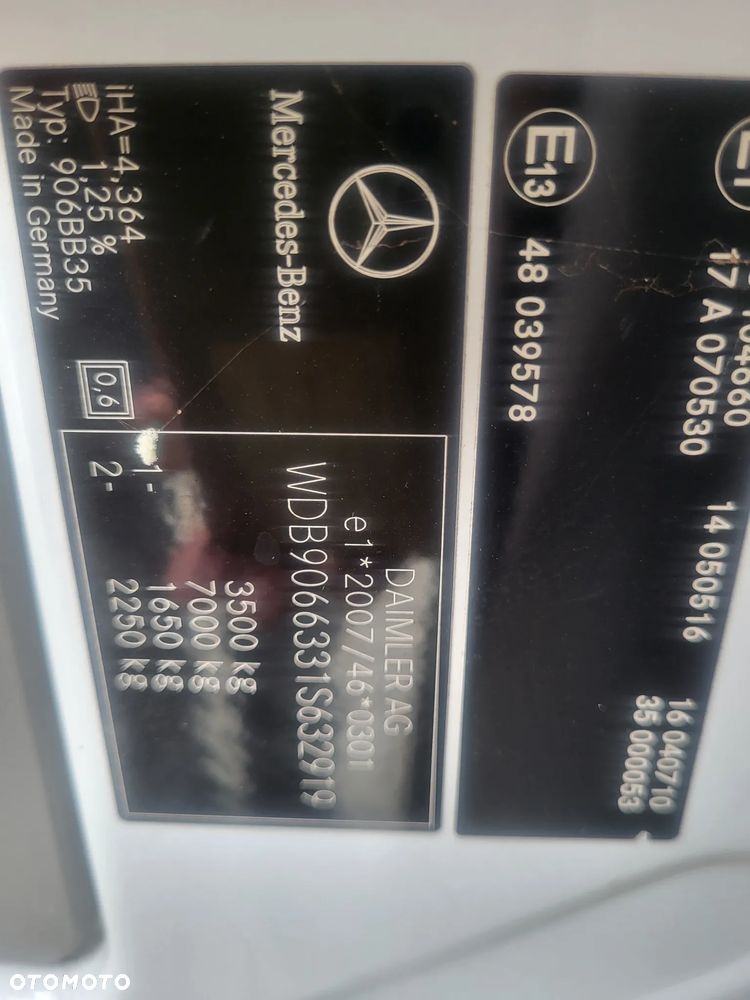 Mercedes-Benz
iHA=4,364
1,25 %
Typ: 906BB35
Made in Germany
0,6
DAIMLER AG
e1*2007/46*0301
WDB9066331S632919
3500 kg
7000 kg
1- 1650 kg
2- 2250 kg
17 A 070530 14 050516
16 040710
35 000053
E13 48 039578
OTOMOTO